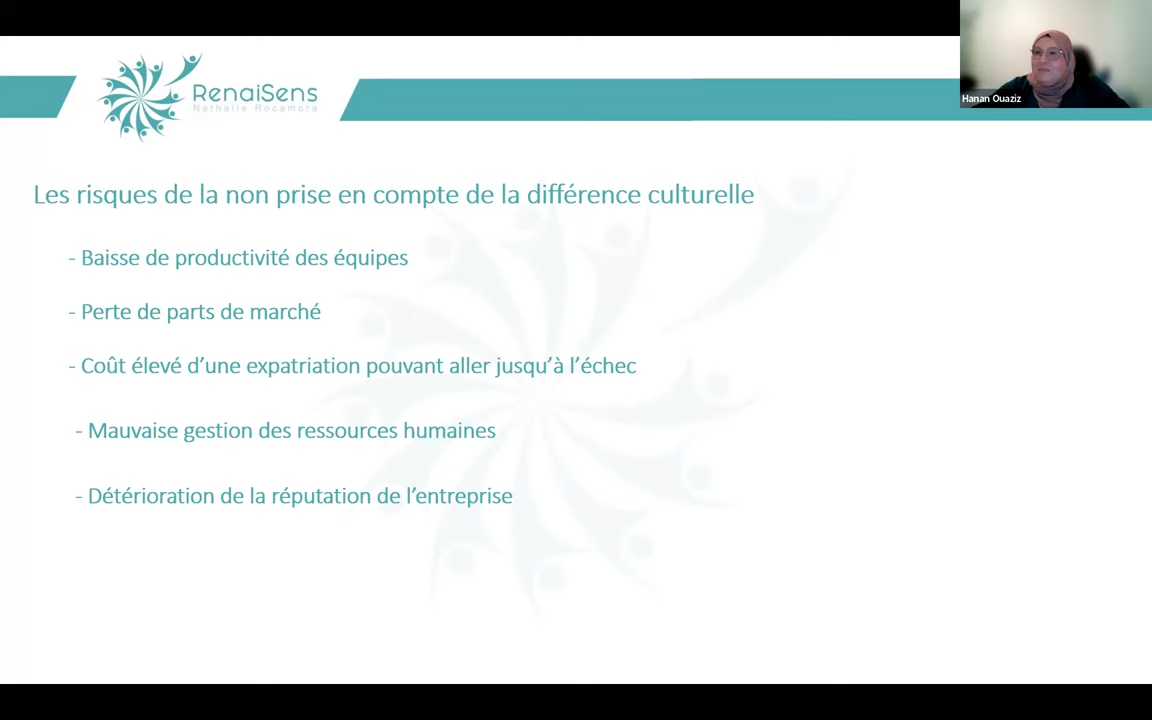 RenaiSens
Nathalie Rocamora
Hanan Ouaziz
Les risques de la non prise en compte de la différence culturelle
- Baisse de productivité des équipes
- Perte de parts de marché
- Coût élevé d’une expatriation pouvant aller jusqu’à l’échec
- Mauvaise gestion des ressources humaines
- Détérioration de la réputation de l’entreprise